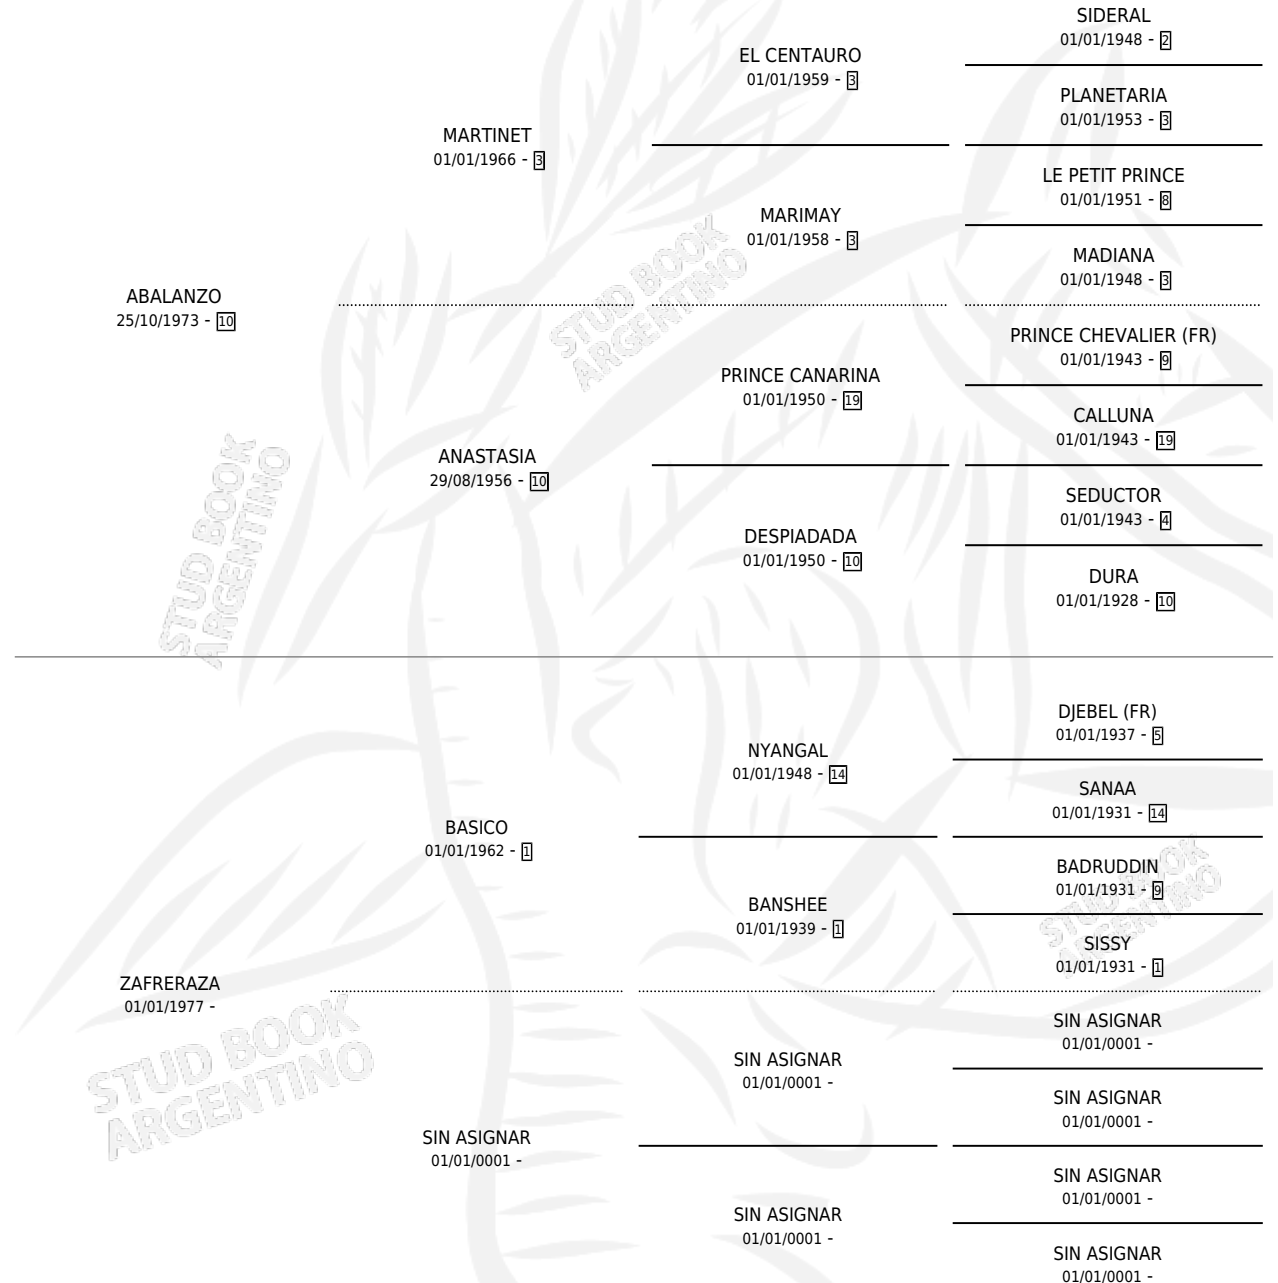 SIDERAL
01/01/1948 - 2
EL CENTAURO
01/01/1959 - 3
PLANETARIA
01/01/1953 - 3
MARTINET
01/01/1966 - 3
LE PETIT PRINCE
01/01/1951 - 8
MARIMAY
01/01/1958 - 3
MADIANA
01/01/1948 - 3
ABALANZO
25/10/1973 - 10
PRINCE CHEVALIER (FR)
01/01/1943 - 9
PRINCE CANARINA
01/01/1950 - 19
CALLUNA
01/01/1943 - 19
ANASTASIA
29/08/1956 - 10
SEDUCTOR
01/01/1943 - 4
DESPIADADA
01/01/1950 - 10
DURA
01/01/1928 - 10
DJEBEL (FR)
01/01/1937 - 5
NYANGAL
01/01/1948 - 14
SANAA
01/01/1931 - 14
BASICO
01/01/1962 - 1
BADRUDDIN
01/01/1931 - 9
BANSHEE
01/01/1939 - 1
SISSY
01/01/1931 - 1
ZAFRERAZA
01/01/1977 -
SIN ASIGNAR
01/01/0001 -
SIN ASIGNAR
01/01/0001 -
SIN ASIGNAR
01/01/0001 -
SIN ASIGNAR
01/01/0001 -
SIN ASIGNAR
01/01/0001 -
SIN ASIGNAR
01/01/0001 -
SIN ASIGNAR
01/01/0001 -
STUD BOOK
ARGENTINO
STUD BOOK
ARGENTINO
STUD BOOK
ARGENTINO
STUD BOOK
ARGENTINO